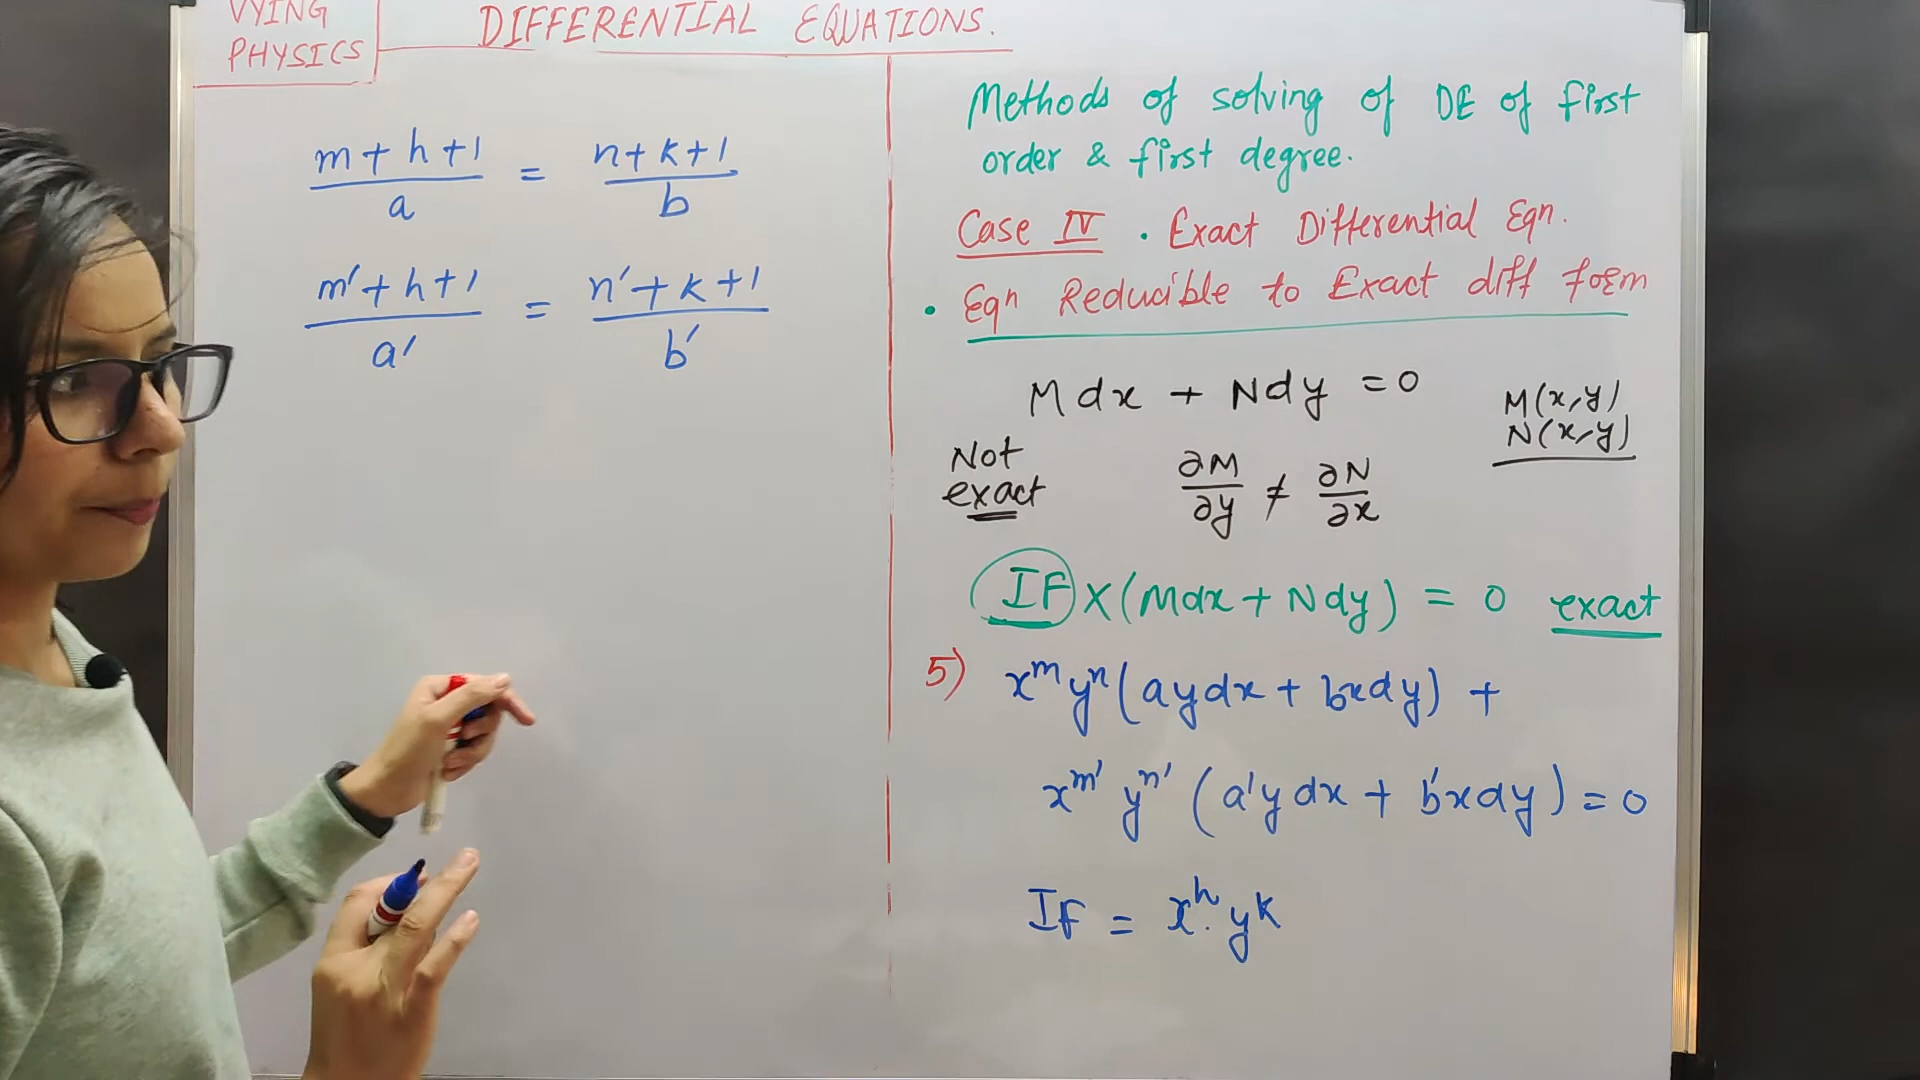 VYING
PHYSICS
DIFFERENTIAL EQUATIONS.
m+h+1/a = n+k+1/b
m'+h+1/a' = n'+k+1/b'
Methods of solving of DE of first
order & first degree.
Case IV . Exact Differential Eqn.
• Eqn Reducible to Exact diff form
Mdx + Ndy = 0
M(x,y)
N(x,y)
Not
exact
∂M/∂y ≠ ∂N/∂x
IF X (Mdx + Ndy) = 0 exact
5) x^m y^n (aydx + bxdy) +
x^m' y^n' (a'ydx + b'xdy) = 0
IF = x^h . y^k